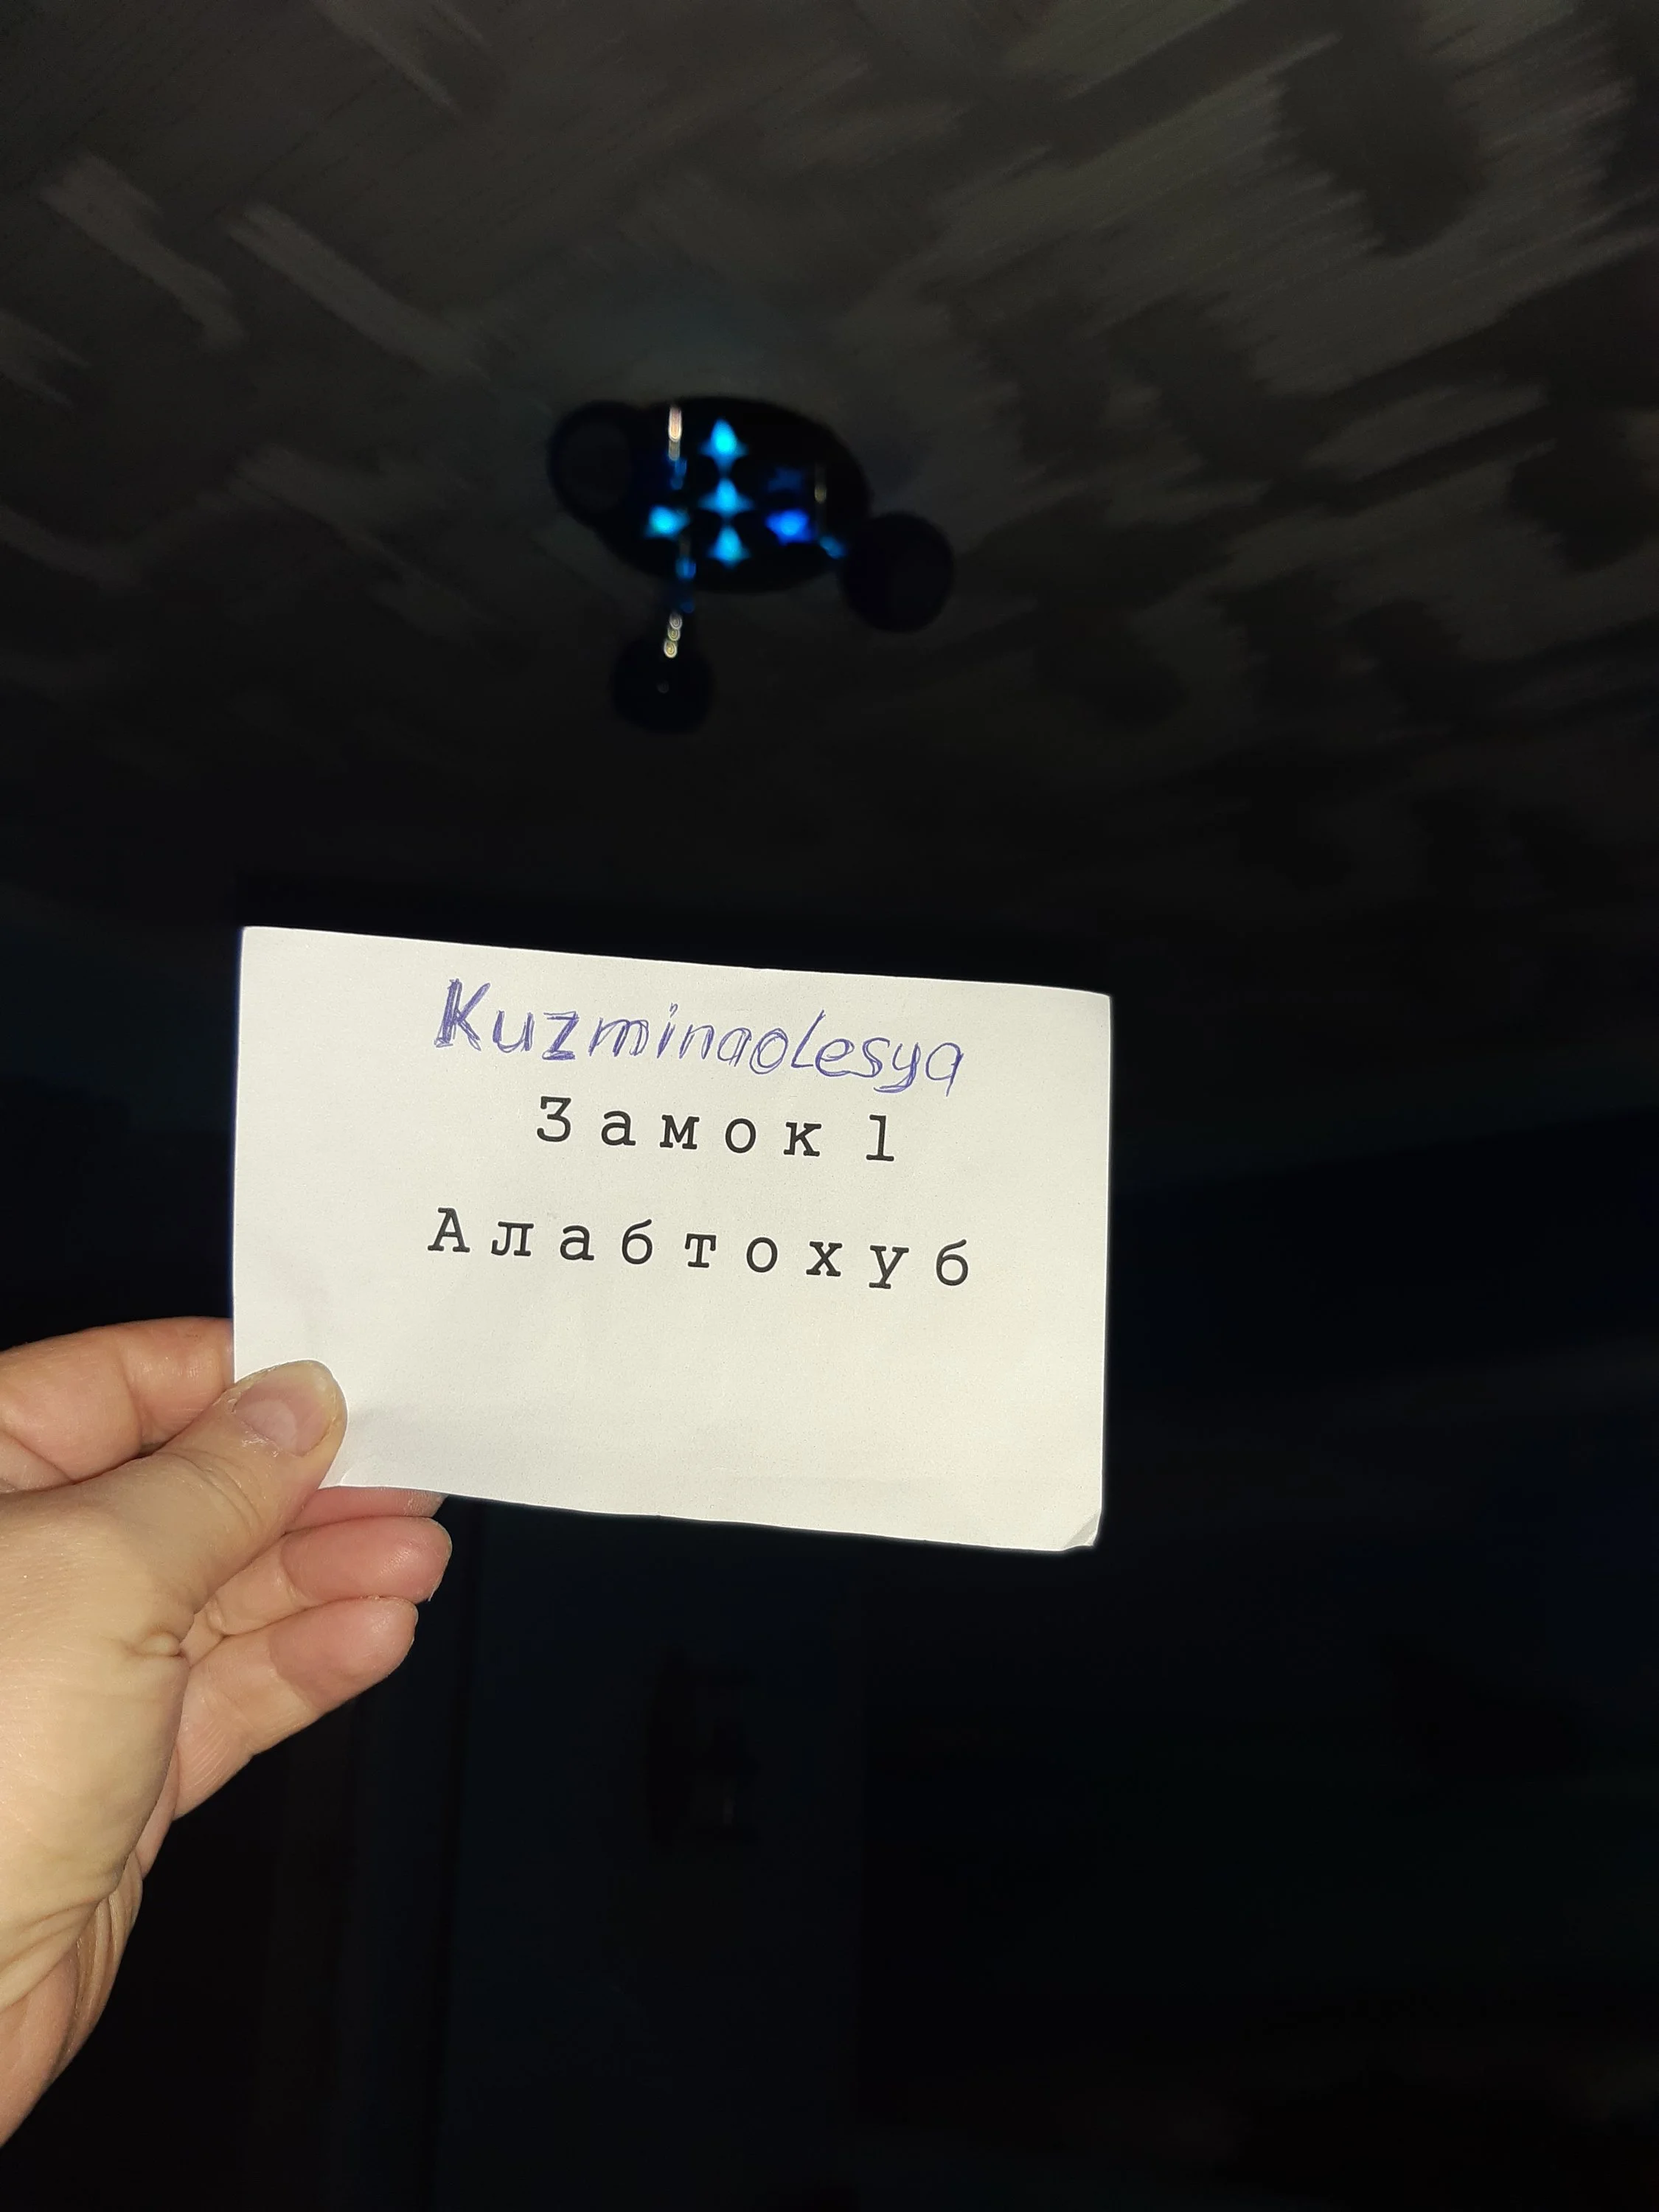 Kuzminaolesya
Замок 1
Алабтохуб